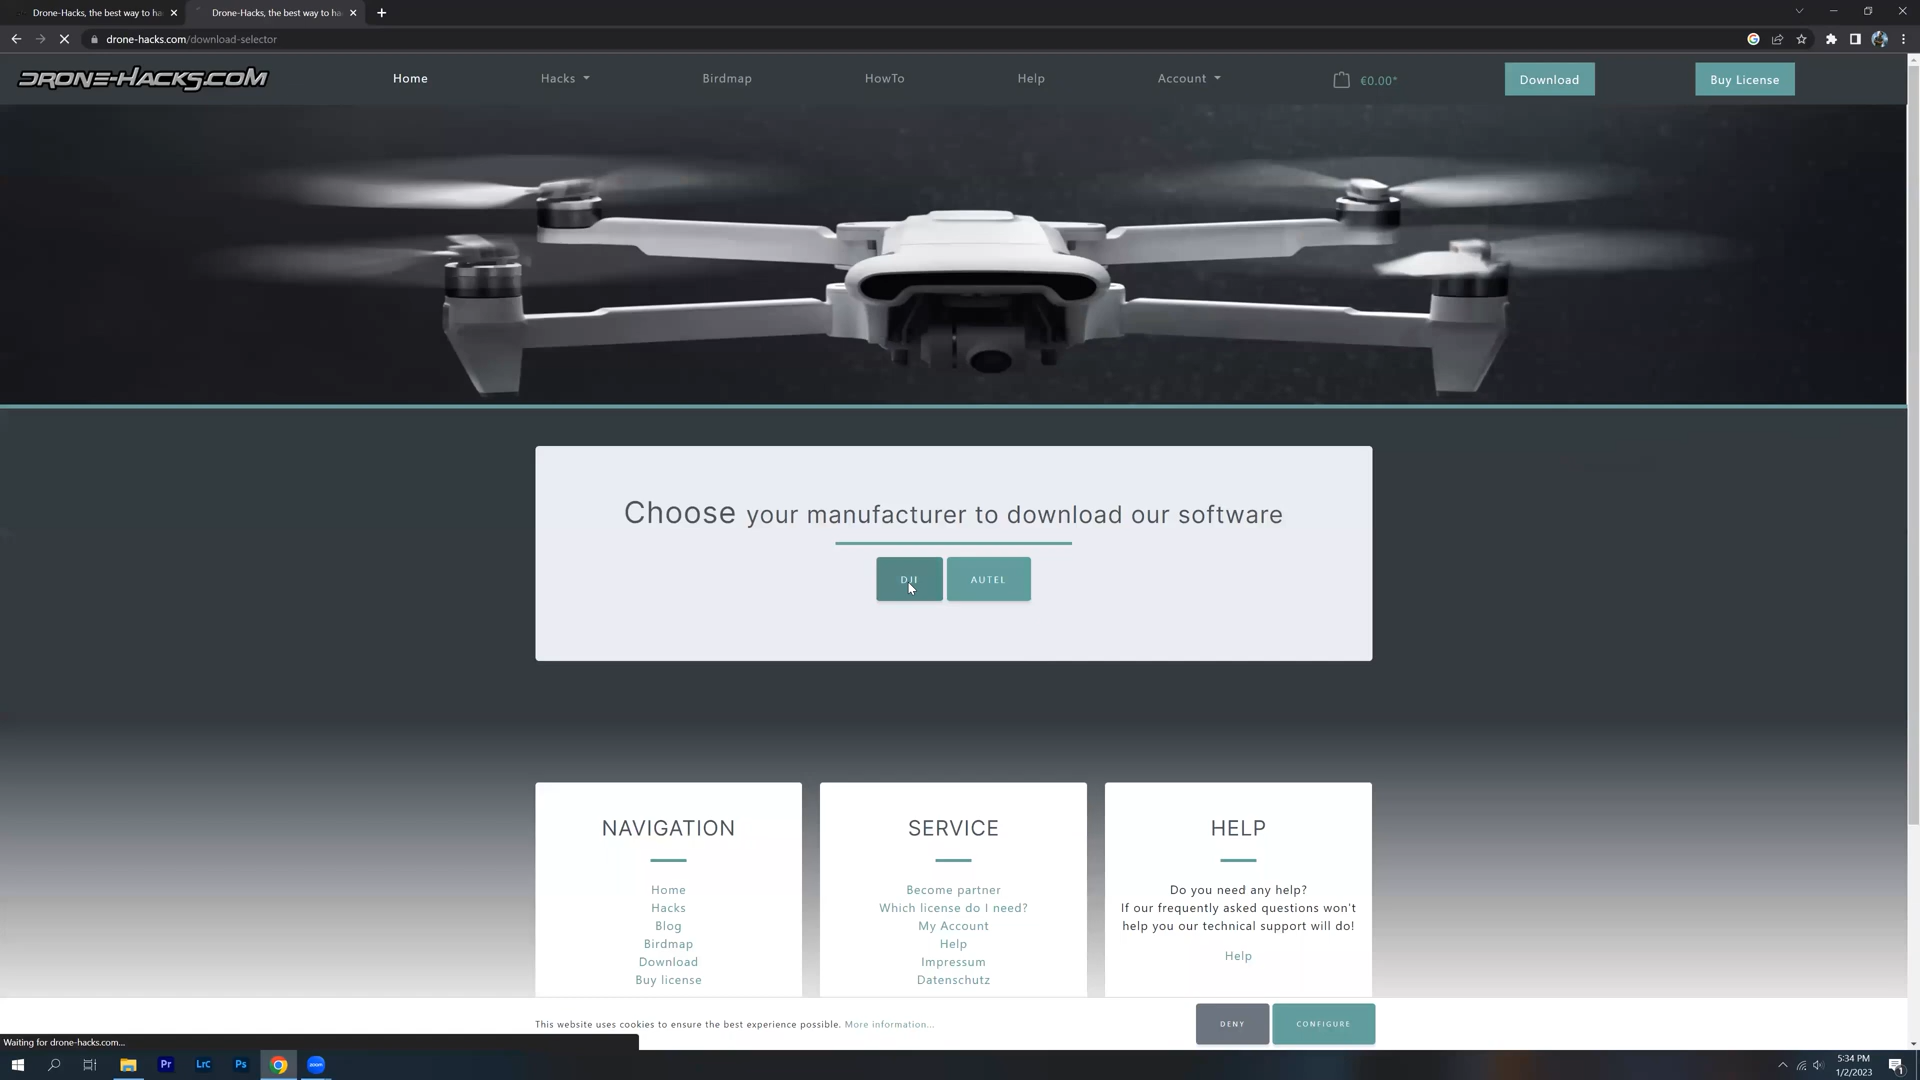 Drone-Hacks, the best way to ha
Drone-Hacks, the best way to ha
drone-hacks.com/download-selector
DRONE-HACKS.COM
Home
Hacks
Birdmap
HowTo
Help
Account
€0.00*
Download
Buy License
Choose your manufacturer to download our software
DJI
AUTEL
NAVIGATION
Home
Hacks
Blog
Birdmap
Download
Buy license
SERVICE
Become partner
Which license do I need?
My Account
Help
Impressum
Datenschutz
HELP
Do you need any help?
If our frequently asked questions won't
help you our technical support will do!
Help
This website uses cookies to ensure the best experience possible. More information...
DENY
CONFIGURE
Waiting for drone-hacks.com...
Pr
LrC
Ps
zoom
5:34 PM
1/2/2023
1